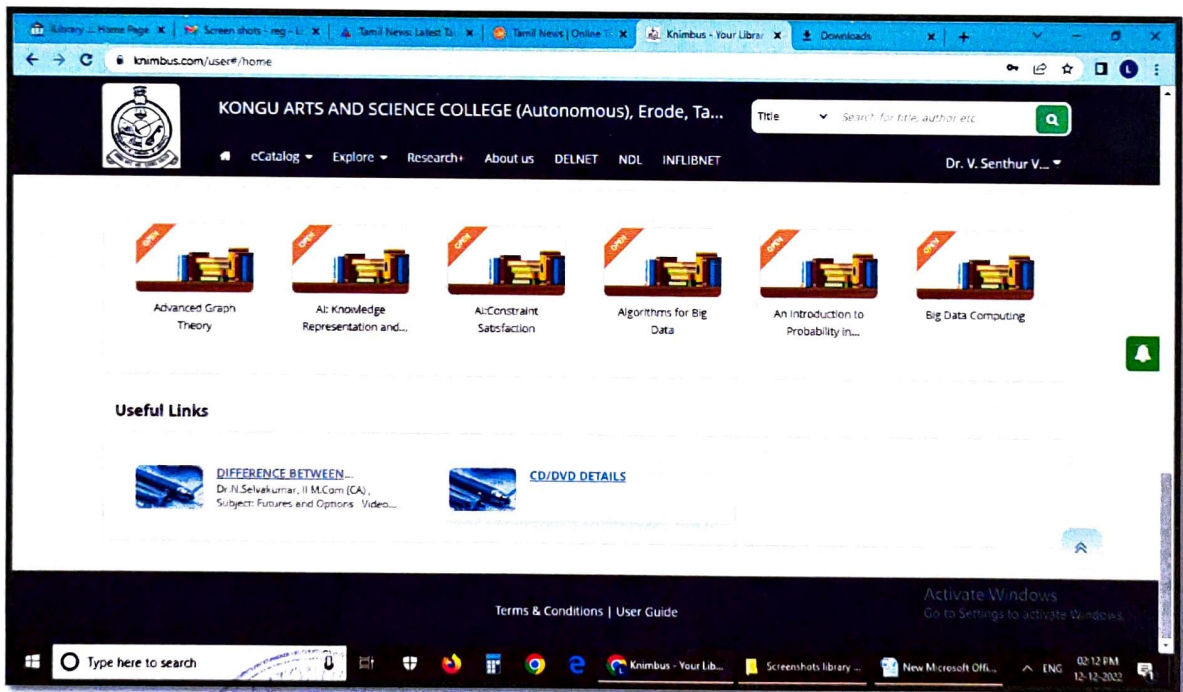 Library :: Home Page
Screen shots - reg - Li
Tamil News: Latest Ta
Tamil News | Online T
Knimbus - Your Librar
Downloads
knimbus.com/user#/home
KONGU ARTS AND SCIENCE COLLEGE (Autonomous), Erode, Ta...
Title
Search for title, author etc
eCatalog Explore Research+ About us DELNET NDL INFLIBNET
Dr. V. Senthur V...
OPEN OPEN OPEN OPEN OPEN OPEN
Advanced Graph
Theory
AI: Knowledge
Representation and...
AI:Constraint
Satisfaction
Algorithms for Big
Data
An Introduction to
Probability in...
Big Data Computing
Useful Links
DIFFERENCE BETWEEN...
Dr.N.Selvakumar, II M.Com (CA) ,
Subject: Futures and Options Video...
CD/DVD DETAILS
Terms & Conditions | User Guide
Activate Windows
Go to Settings to activate Windows.
Type here to search
Knimbus - Your Lib...
Screenshots library ...
New Microsoft Offi...
ENG
02:12 PM
12-12-2022